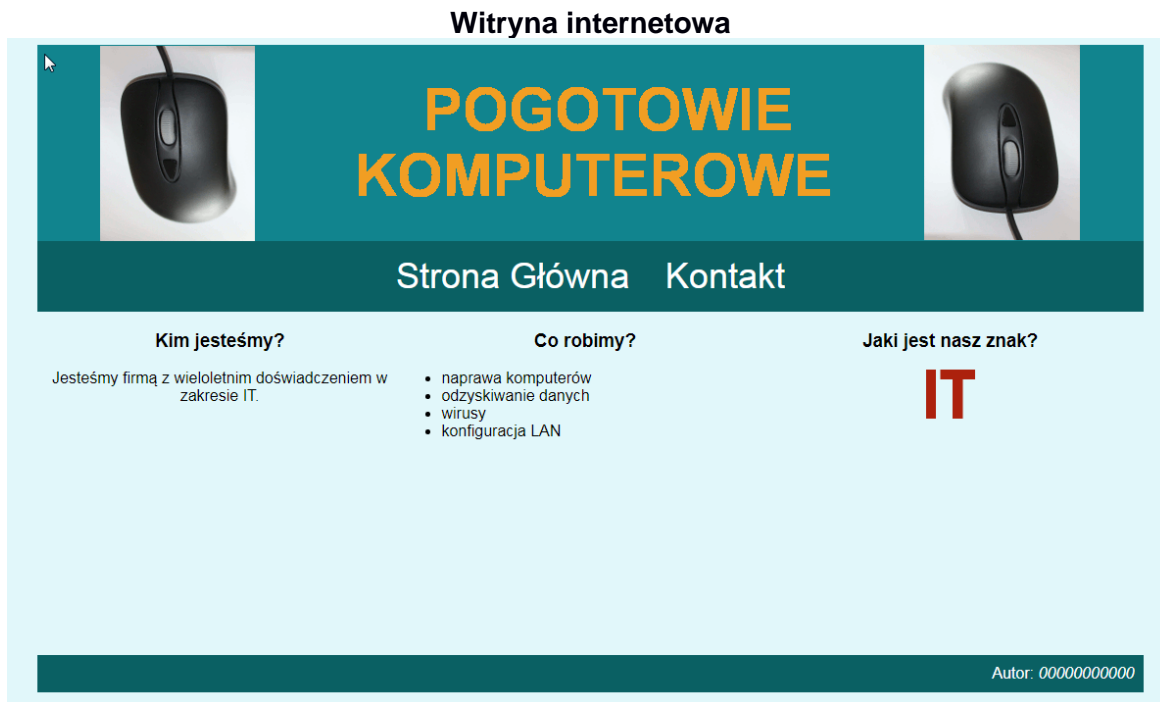 Witryna internetowa
POGOTOWIE
KOMPUTEROWE
Strona Główna Kontakt
Kim jesteśmy?
Jesteśmy firmą z wieloletnim doświadczeniem w
zakresie IT.
Co robimy?
naprawa komputerów
odzyskiwanie danych
wirusy
konfiguracja LAN
Jaki jest nasz znak?
IT
Autor: 00000000000